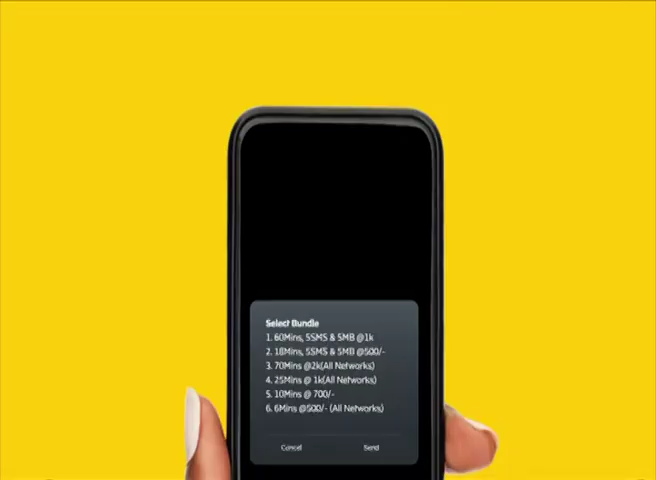 Select Bundle
1. 60Mins, 5SMS & 5MB @1k
2. 18Mins, 5SMS & 5MB @500/-
3. 70Mins @2k(All Networks)
4. 25Mins @ 1k(All Networks)
5. 10Mins @ 700/-
6. 6Mins @500/- (All Networks)
Cancel Send